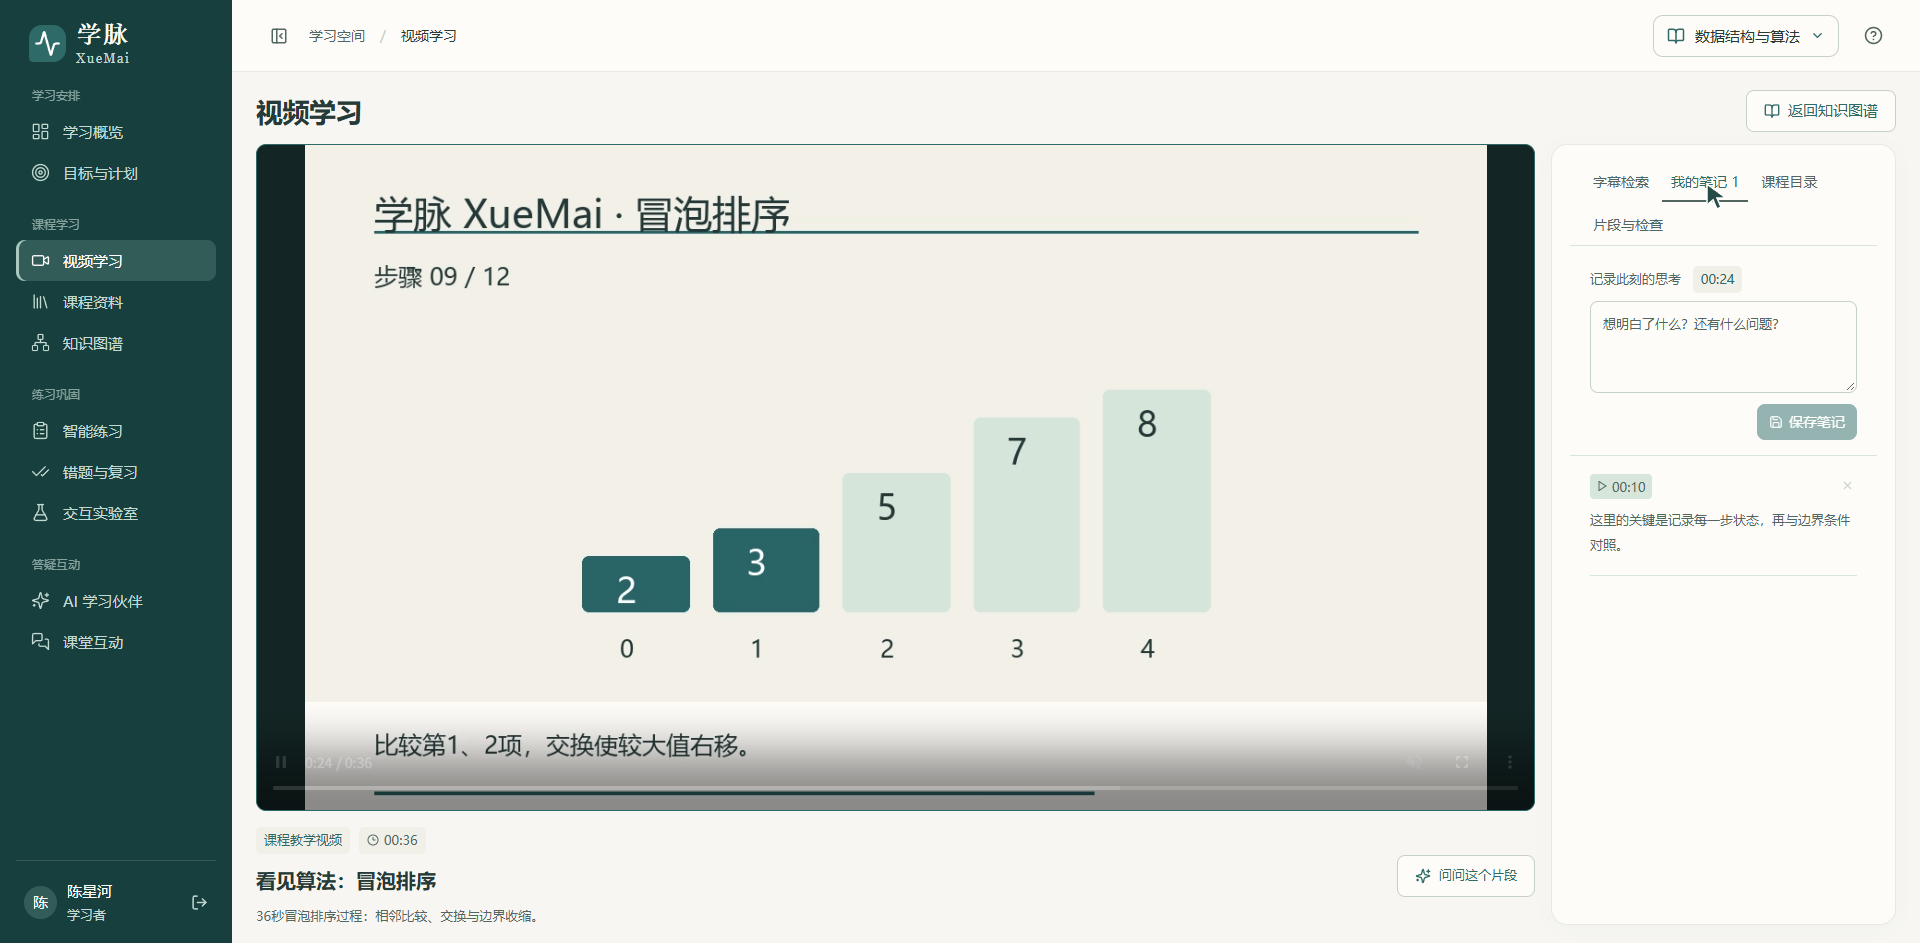 学脉
XueMai
学习安排
学习概览
目标与计划
课程学习
视频学习
课程资料
知识图谱
练习巩固
智能练习
错题与复习
交互实验室
答疑互动
AI 学习伙伴
课堂互动
陈
陈星河
学习者
学习空间 / 视频学习
数据结构与算法
视频学习
返回知识图谱
学脉 XueMai · 冒泡排序
步骤 09 / 12
2
3
5
7
8
0
1
2
3
4
比较第1、2项，交换使较大值右移。
0:24 / 0:36
课程教学视频
00:36
看见算法：冒泡排序
36秒冒泡排序过程：相邻比较、交换与边界收缩。
问问这个片段
字幕检索
我的笔记 1
课程目录
片段与检查
记录此刻的思考
00:24
想明白了什么？还有什么问题？
保存笔记
00:10
这里的关键是记录每一步状态，再与边界条件
对照。